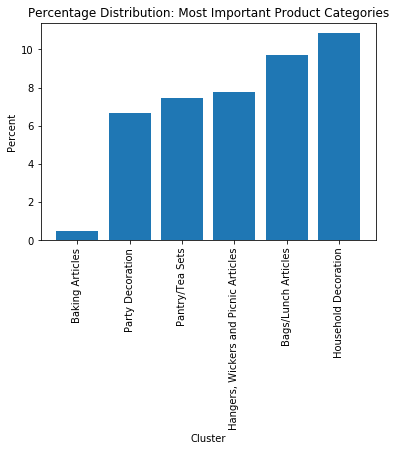 Percentage Distribution: Most Important Product Categories
Percent
10
8
6
4
2
0
Baking Articles
Party Decoration
Pantry/Tea Sets
Hangers, Wickers and Picnic Articles
Bags/Lunch Articles
Household Decoration
Cluster